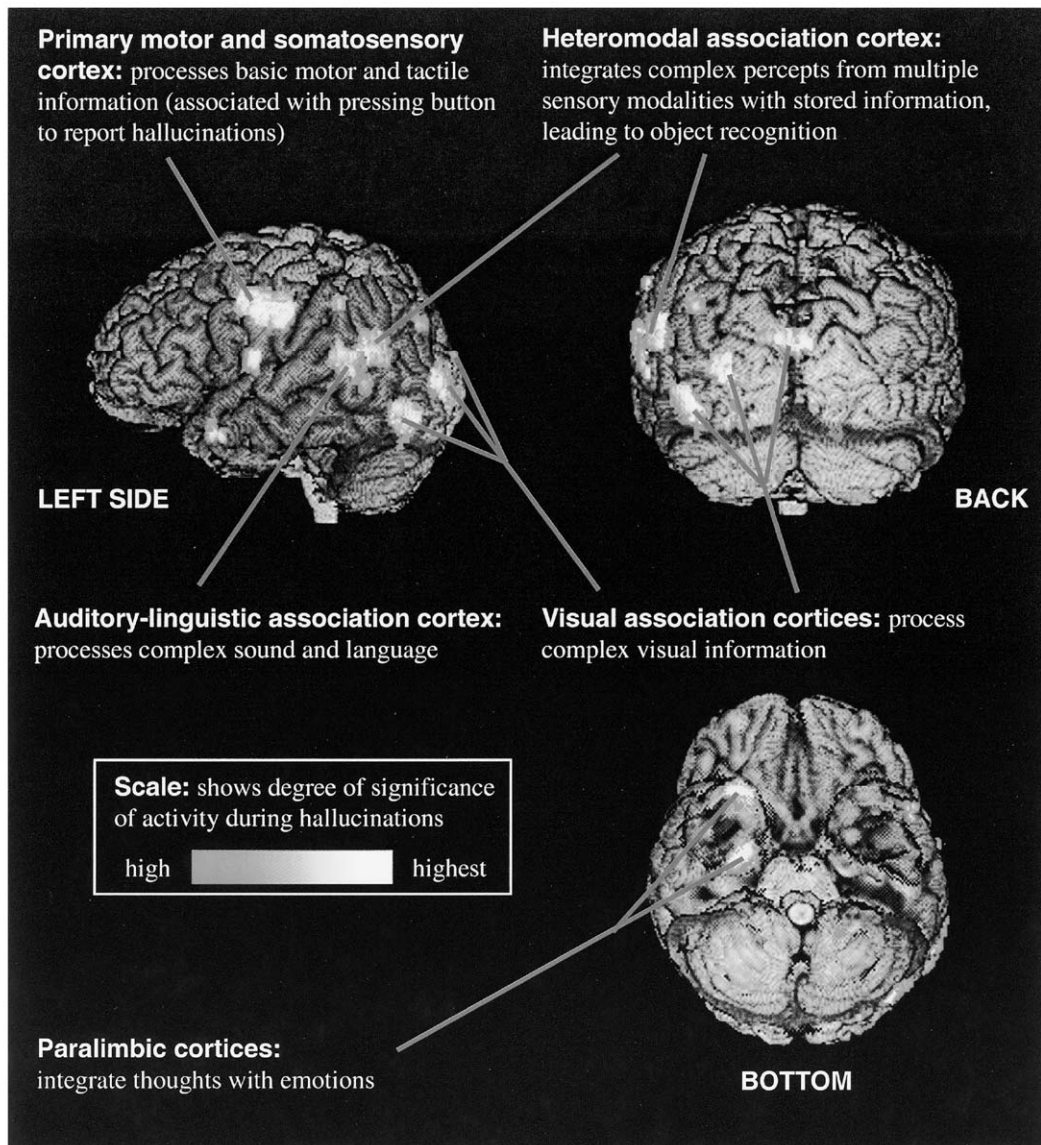 Primary motor and somatosensory
cortex: processes basic motor and tactile
information (associated with pressing button
to report hallucinations)
Heteromodal association cortex:
integrates complex percepts from multiple
sensory modalities with stored information,
leading to object recognition
LEFT SIDE
BACK
Auditory-linguistic association cortex:
processes complex sound and language
Visual association cortices: process
complex visual information
Scale: shows degree of significance
of activity during hallucinations
high highest
Paralimbic cortices:
integrate thoughts with emotions
BOTTOM